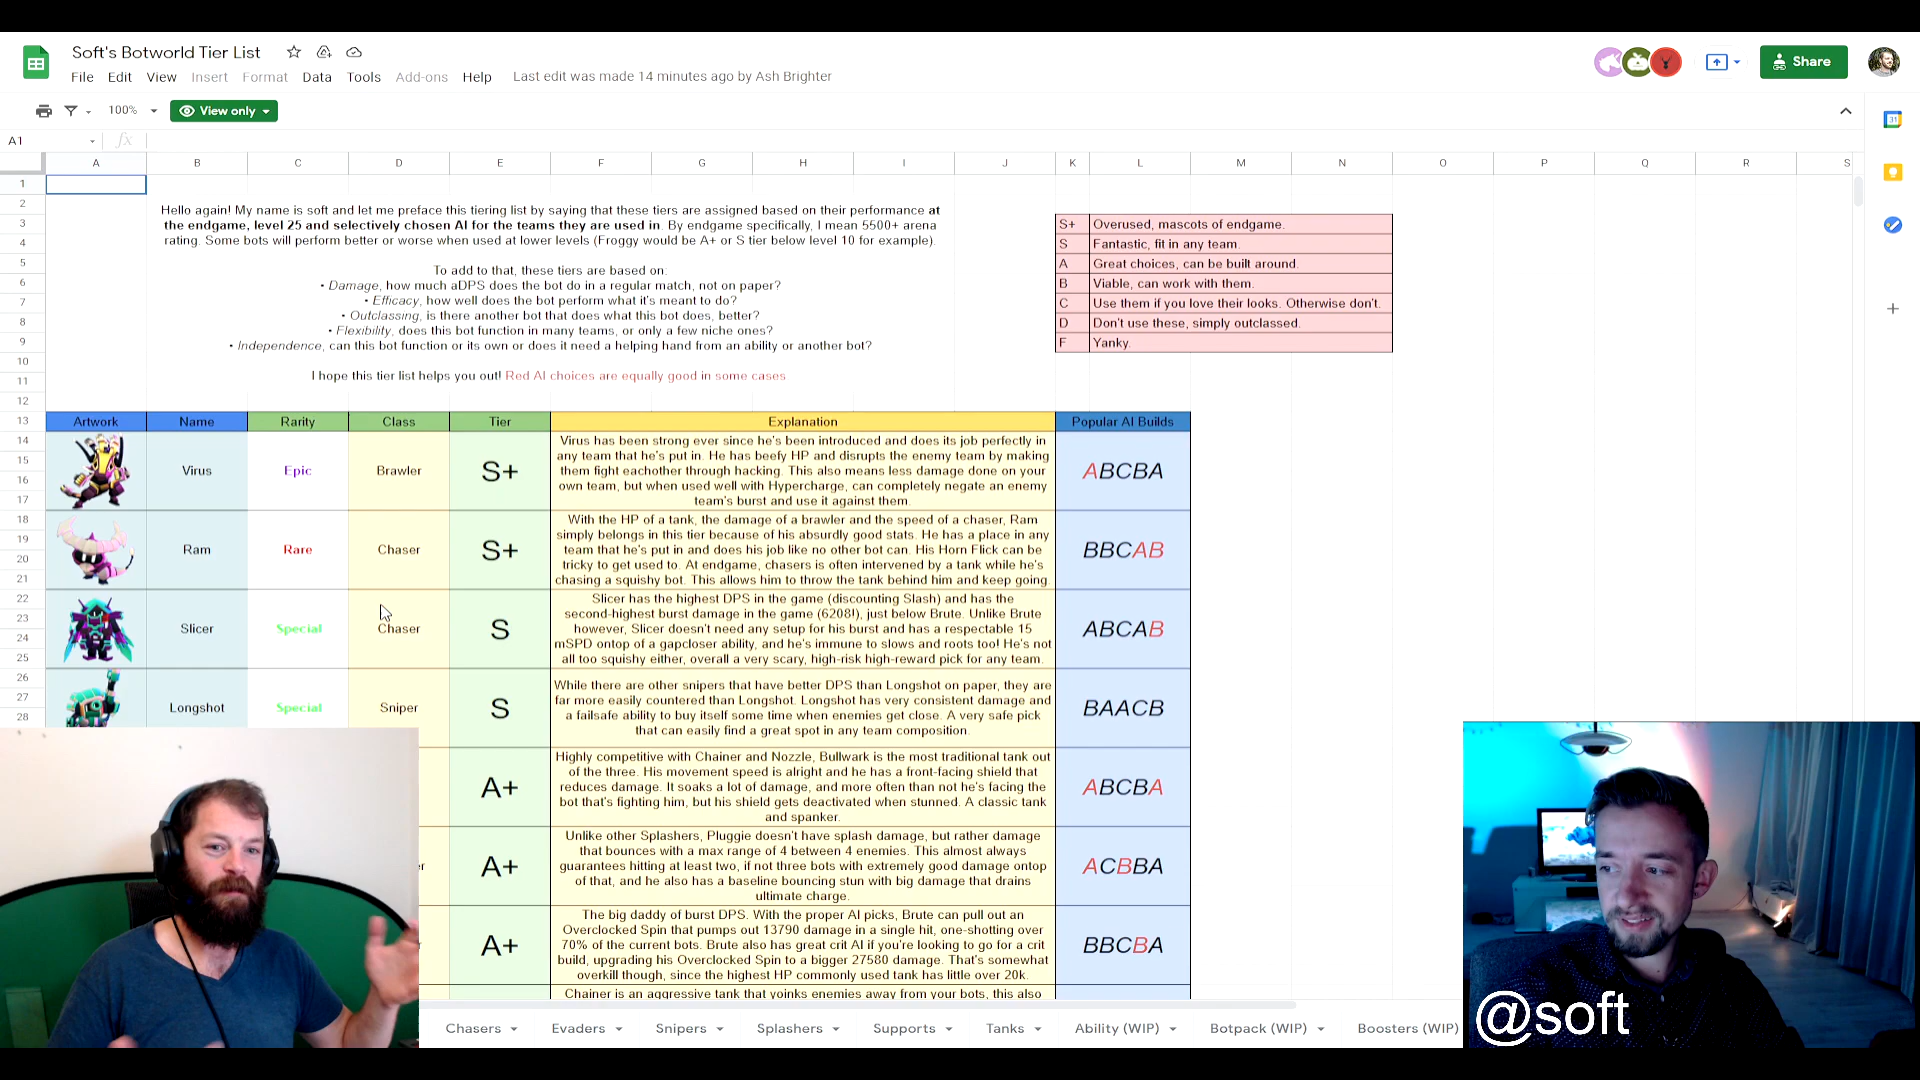 Soft's Botworld Tier List
File Edit View Insert Format Data Tools Add-ons Help Last edit was made 14 minutes ago by Ash Brighter
Share
100% View only
A1 fx
A B C D E F G H I J K L M N O P Q R S
1
2
3
4
5
6
7
8
9
10
11
12
13
14
15
16
17
18
19
20
21
22
23
24
25
26
27
28
Hello again! My name is soft and let me preface this tiering list by saying that these tiers are assigned based on their performance at
the endgame, level 25 and selectively chosen AI for the teams they are used in. By endgame specifically, I mean 5500+ arena
rating. Some bots will perform better or worse when used at lower levels (Froggy would be A+ or S tier below level 10 for example).
To add to that, these tiers are based on:
• Damage, how much aDPS does the bot do in a regular match, not on paper?
• Efficacy, how well does the bot perform what it's meant to do?
• Outclassing, is there another bot that does what this bot does, better?
• Flexibility, does this bot function in many teams, or only a few niche ones?
• Independence, can this bot function or its own or does it need a helping hand from an ability or another bot?
I hope this tier list helps you out! Red AI choices are equally good in some cases
S+ Overused, mascots of endgame.
S Fantastic, fit in any team.
A Great choices, can be built around.
B Viable, can work with them.
C Use them if you love their looks. Otherwise don't.
D Don't use these, simply outclassed.
F Yanky.
Artwork Name Rarity Class Tier Explanation Popular AI Builds
Virus Epic Brawler S+
Virus has been strong ever since he's been introduced and does its job perfectly in
any team that he's put in. He has beefy HP and disrupts the enemy team by making
them fight eachother through hacking. This also means less damage done on your
own team, but when used well with Hypercharge, can completely negate an enemy
team's burst and use it against them.
ABCBA
Ram Rare Chaser S+
With the HP of a tank, the damage of a brawler and the speed of a chaser, Ram
simply belongs in this tier because of his absurdly good stats. He has a place in any
team that he's put in and does his job like no other bot can. His Horn Flick can be
tricky to get used to. At endgame, chasers is often intervened by a tank while he's
chasing a squishy bot. This allows him to throw the tank behind him and keep going.
BBCAB
Slicer Special Chaser S
Slicer has the highest DPS in the game (discounting Slash) and has the
second-highest burst damage in the game (6208!), just below Brute. Unlike Brute
however, Slicer doesn't need any setup for his burst and has a respectable 15
mSPD ontop of a gapcloser ability, and he's immune to slows and roots too! He's not
all too squishy either, overall a very scary, high-risk high-reward pick for any team.
ABCAB
Longshot Special Sniper S
While there are other snipers that have better DPS than Longshot on paper, they are
far more easily countered than Longshot. Longshot has very consistent damage and
a failsafe ability to buy itself some time when enemies get close. A very safe pick
that can easily find a great spot in any team composition.
BAACB
A+
Highly competitive with Chainer and Nozzle, Bullwark is the most traditional tank out
of the three. His movement speed is alright and he has a front-facing shield that
reduces damage. It soaks a lot of damage, and more often than not he's facing the
bot that's fighting him, but his shield gets deactivated when stunned. A classic tank
and spanker.
ABCBA
A+
Unlike other Splashers, Pluggie doesn't have splash damage, but rather damage
that bounces with a max range of 4 between 4 enemies. This almost always
guarantees hitting at least two, if not three bots with extremely good damage ontop
of that, and he also has a baseline bouncing stun with big damage that drains
ultimate charge.
ACBBA
A+
The big daddy of burst DPS. With the proper AI picks, Brute can pull out an
Overclocked Spin that pumps out 13790 damage in a single hit, one-shotting over
70% of the current bots. Brute also has great crit AI if you're looking to go for a crit
build, upgrading his Overclocked Spin to a bigger 27580 damage. That's somewhat
overkill though, since the highest HP commonly used tank has little over 20k.
BBCBA
Chainer is an aggressive tank that yoinks enemies away from your bots, this also
Chasers Evaders Snipers Splashers Supports Tanks Ability (WIP) Botpack (WIP) Boosters (WIP)
@soft